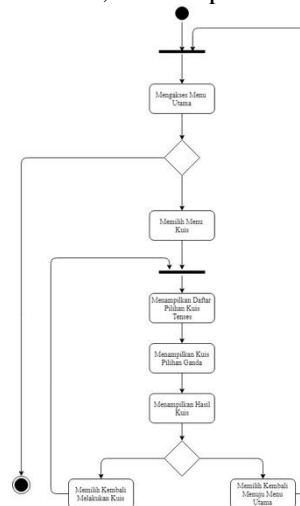 Mengakses Menu
Utama
Memilih Menu
Kuis
Menampilkan Daftar
Pilihan Kuis
Tenses
Menampilkan Kuis
Pilihan Ganda
Menampilkan Hasil
Kuis
Memilih Kembali
Melakukan Kuis
Memilih Kembali
Menuju Menu
Utama